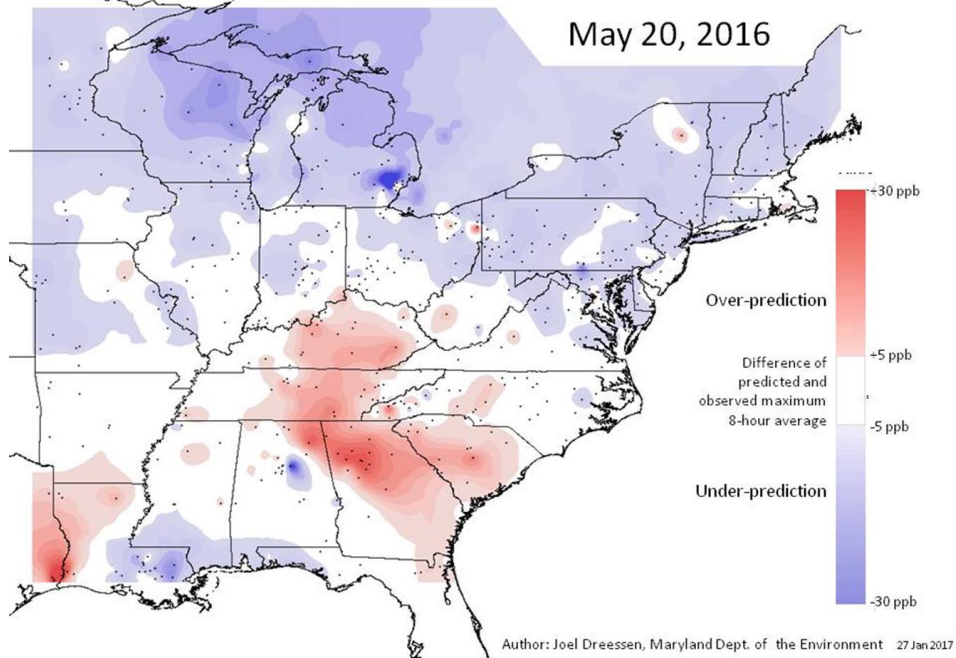 May 20, 2016
+30 ppb
Over-prediction
+5 ppb
Difference of
predicted and
observed maximum
8-hour average
-5 ppb
Under-prediction
-30 ppb
Author: Joel Dreessen, Maryland Dept. of the Environment 27 Jan 2017